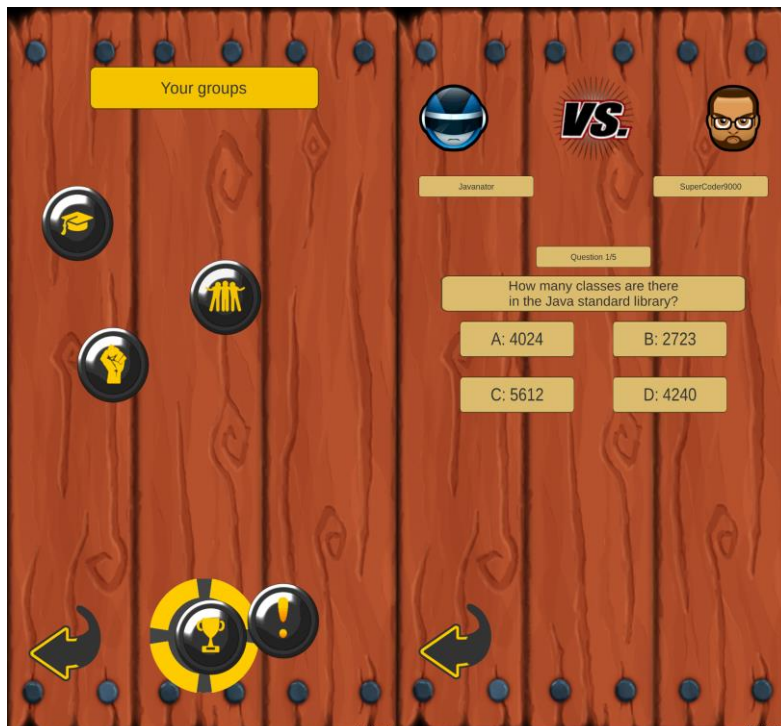 Your groups
VS.
Javanator
SuperCoder9000
Question 1/5
How many classes are there
in the Java standard library?
A: 4024
B: 2723
C: 5612
D: 4240